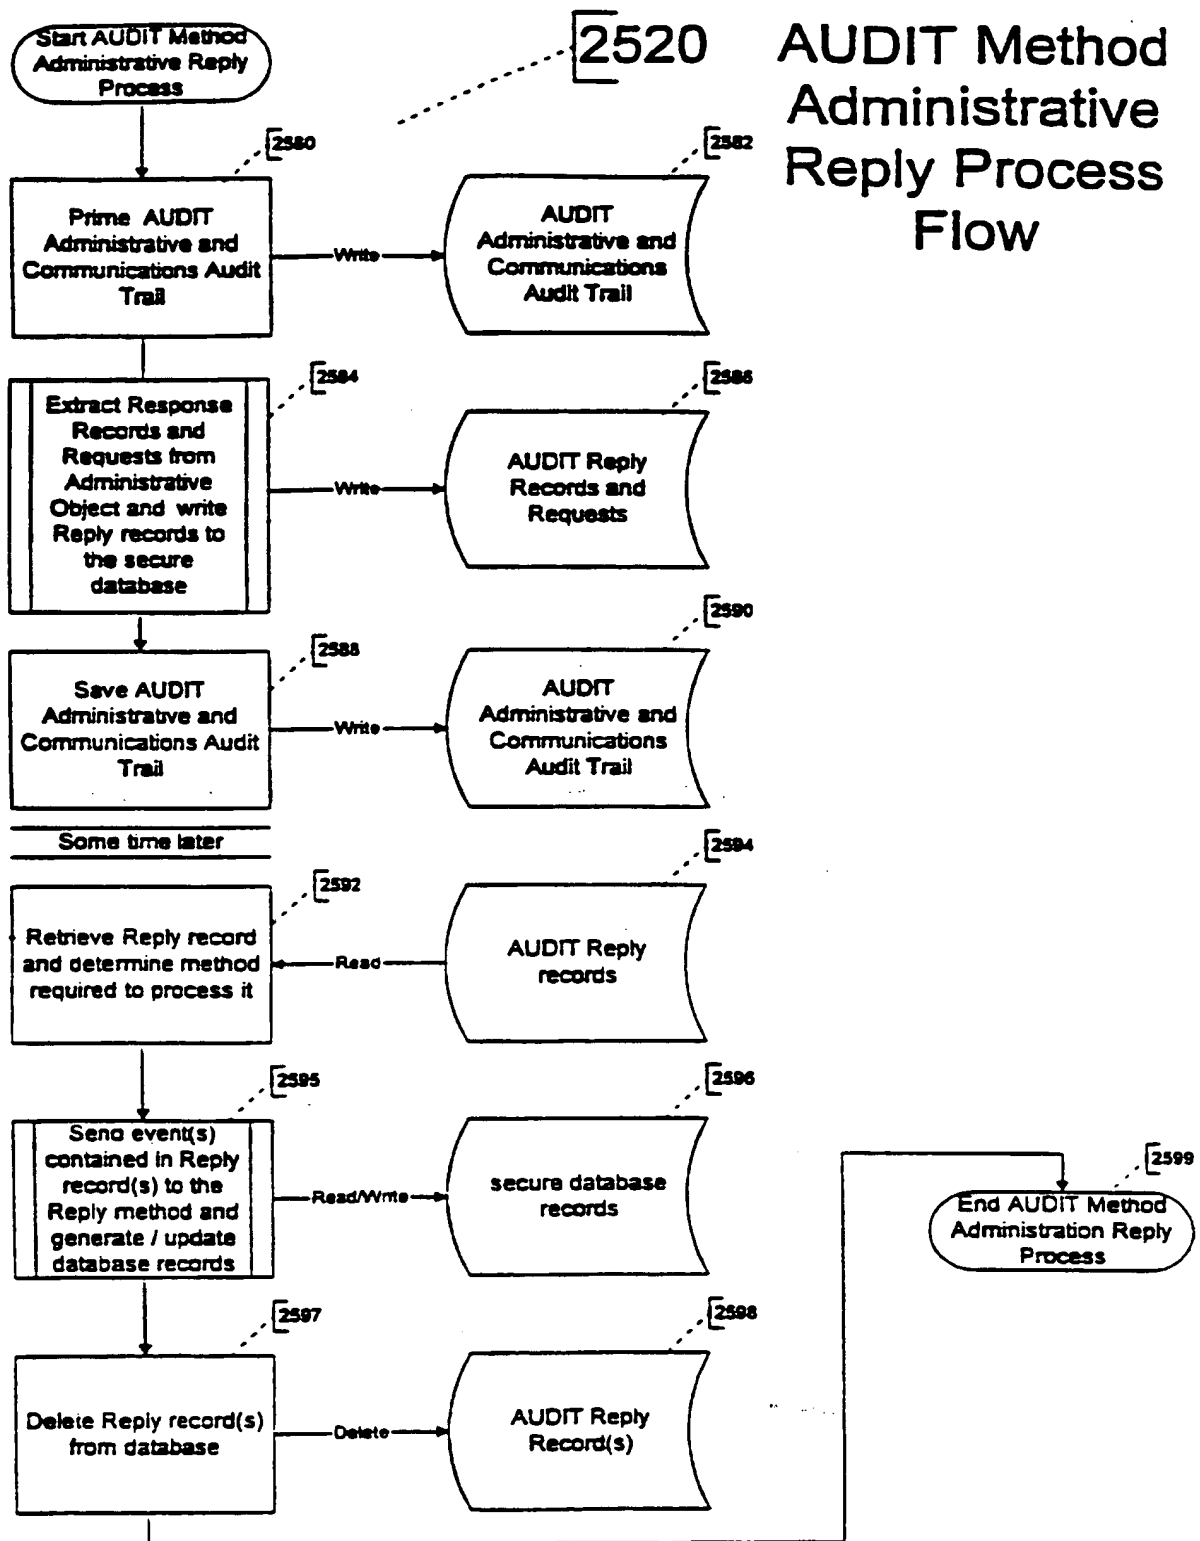 2520
AUDIT Method
Administrative
Reply Process
Flow
Start AUDIT Method
Administrative Reply
Process
2580
Prime AUDIT
Administrative and
Communications Audit
Trail
Write
2582
AUDIT
Administrative and
Communications
Audit Trail
2584
Extract Response
Records and
Requests from
Administrative
Object and write
Reply records to
the secure
database
Write
2586
AUDIT Reply
Records and
Requests
2588
Save AUDIT
Administrative and
Communications Audit
Trail
Write
2590
AUDIT
Administrative and
Communications
Audit Trail
Some time later
2592
Retrieve Reply record
and determine method
required to process it
Read
2594
AUDIT Reply
records
2595
Send event(s)
contained in Reply
record(s) to the
Reply method and
generate / update
database records
Read/Write
2596
secure database
records
2597
Delete Reply record(s)
from database
Delete
2598
AUDIT Reply
Record(s)
2599
End AUDIT Method
Administration Reply
Process